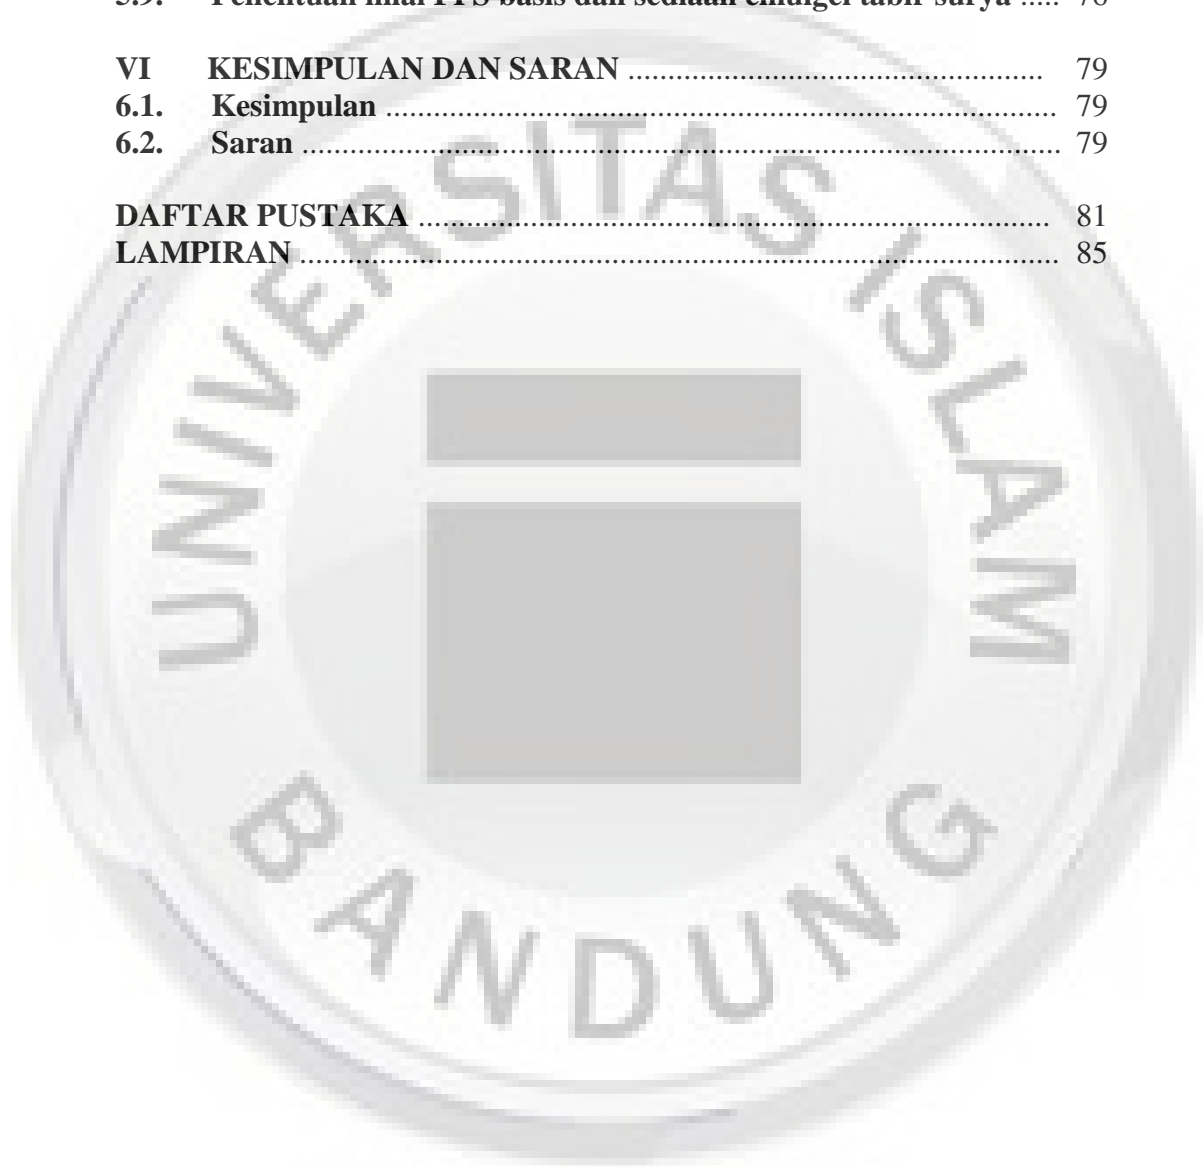 VI KESIMPULAN DAN SARAN ................................................... 79
6.1. Kesimpulan ................................................................................... 79
6.2. Saran .............................................................................................. 79
DAFTAR PUSTAKA .............................................................................. 81
LAMPIRAN .............................................................................................. 85
UNIVERSITAS ISLAM
BANDUNG